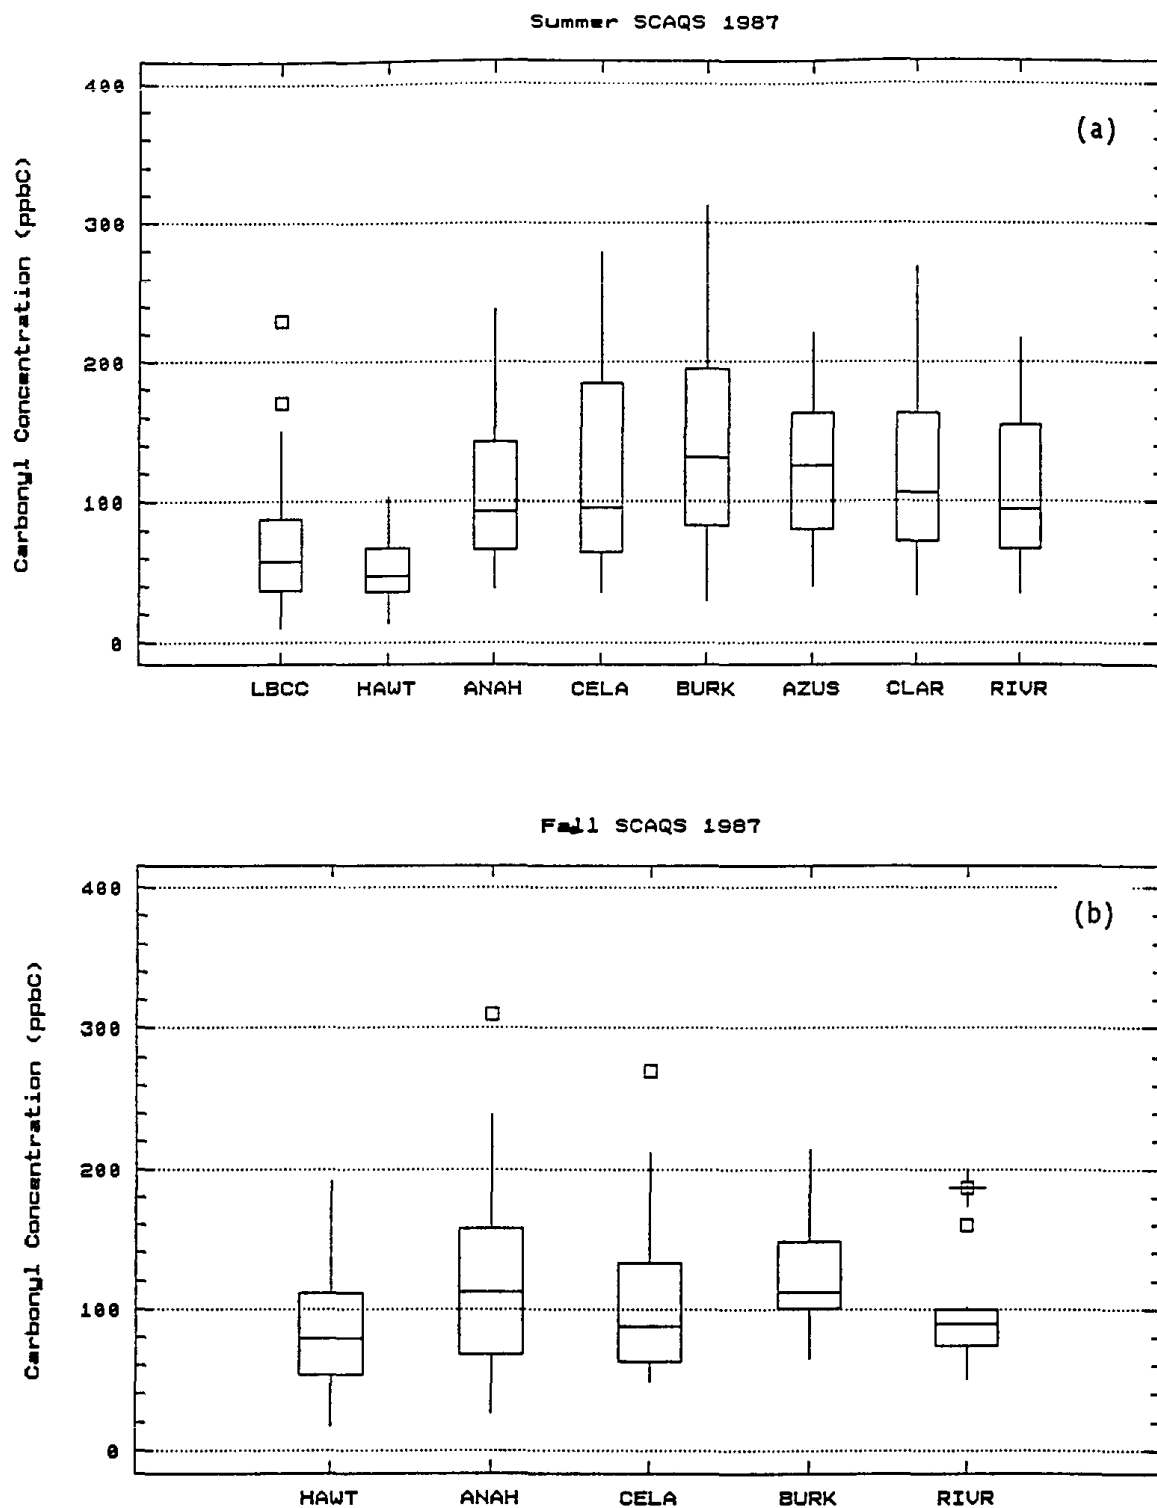 Summer SCAQS 1987
400
(a)
300
200
100
0
Carbonyl Concentration (ppbC)
LBCC HAWT ANAH CELA BURK AZUS CLAR RIVR
Fall SCAQS 1987
400
(b)
300
200
100
0
Carbonyl Concentration (ppbC)
HAWT ANAH CELA BURK RIVR